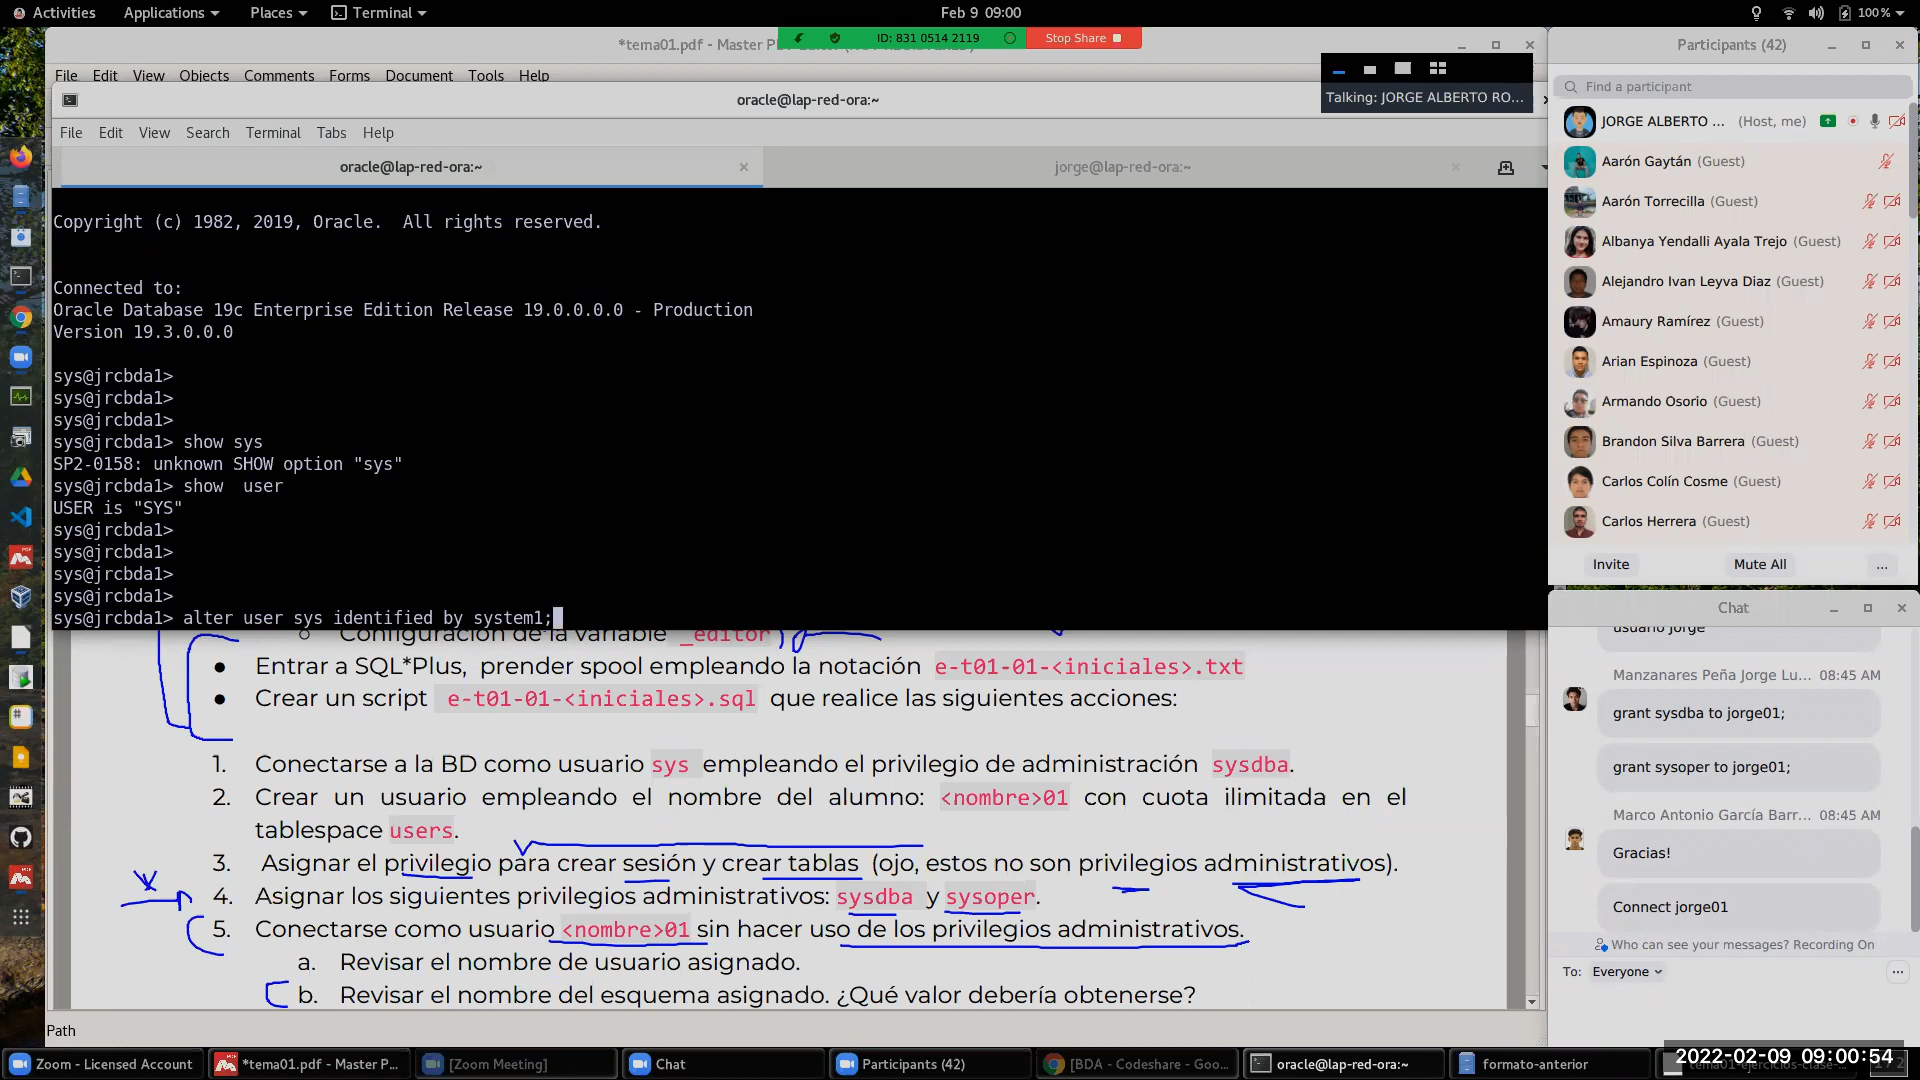 Activities
Applications
Places
Terminal
Feb 9 09:00
100%
*tema01.pdf - Master P
ID: 831 0514 2119
Stop Share
File Edit View Objects Comments Forms Document Tools Help
Talking: JORGE ALBERTO RO...
oracle@lap-red-ora:~
File Edit View Search Terminal Tabs Help
oracle@lap-red-ora:~
jorge@lap-red-ora:~
Copyright (c) 1982, 2019, Oracle.  All rights reserved.
Connected to:
Oracle Database 19c Enterprise Edition Release 19.0.0.0.0 - Production
Version 19.3.0.0.0
sys@jrcbda1>
sys@jrcbda1>
sys@jrcbda1>
sys@jrcbda1> show sys
SP2-0158: unknown SHOW option "sys"
sys@jrcbda1> show  user
USER is "SYS"
sys@jrcbda1>
sys@jrcbda1>
sys@jrcbda1>
sys@jrcbda1>
sys@jrcbda1> alter user sys identified by system1;
Configuración de la variable _editor
● Entrar a SQL*Plus, prender spool empleando la notación e-t01-01-<iniciales>.txt
● Crear un script e-t01-01-<iniciales>.sql que realice las siguientes acciones:
1. Conectarse a la BD como usuario sys empleando el privilegio de administración sysdba.
2. Crear un usuario empleando el nombre del alumno: <nombre>01 con cuota ilimitada en el
tablespace users.
3. Asignar el privilegio para crear sesión y crear tablas (ojo, estos no son privilegios administrativos).
4. Asignar los siguientes privilegios administrativos: sysdba y sysoper.
5. Conectarse como usuario <nombre>01 sin hacer uso de los privilegios administrativos.
a. Revisar el nombre de usuario asignado.
b. Revisar el nombre del esquema asignado. ¿Qué valor debería obtenerse?
Path
Participants (42)
Find a participant
JORGE ALBERTO ... (Host, me)
Aarón Gaytán (Guest)
Aarón Torrecilla (Guest)
Albanya Yendalli Ayala Trejo (Guest)
Alejandro Ivan Leyva Diaz (Guest)
Amaury Ramírez (Guest)
Arian Espinoza (Guest)
Armando Osorio (Guest)
Brandon Silva Barrera (Guest)
Carlos Colín Cosme (Guest)
Carlos Herrera (Guest)
Invite
Mute All
...
Chat
usuario jorge
Manzanares Peña Jorge Lu... 08:45 AM
grant sysdba to jorge01;
grant sysoper to jorge01;
Marco Antonio García Barr... 08:45 AM
Gracias!
Connect jorge01
Who can see your messages? Recording On
To: Everyone
Zoom - Licensed Account
*tema01.pdf - Master P...
[Zoom Meeting]
Chat
Participants (42)
[BDA - Codeshare - Goo...
oracle@lap-red-ora:~
formato-anterior
2022-02-09 09:00:54